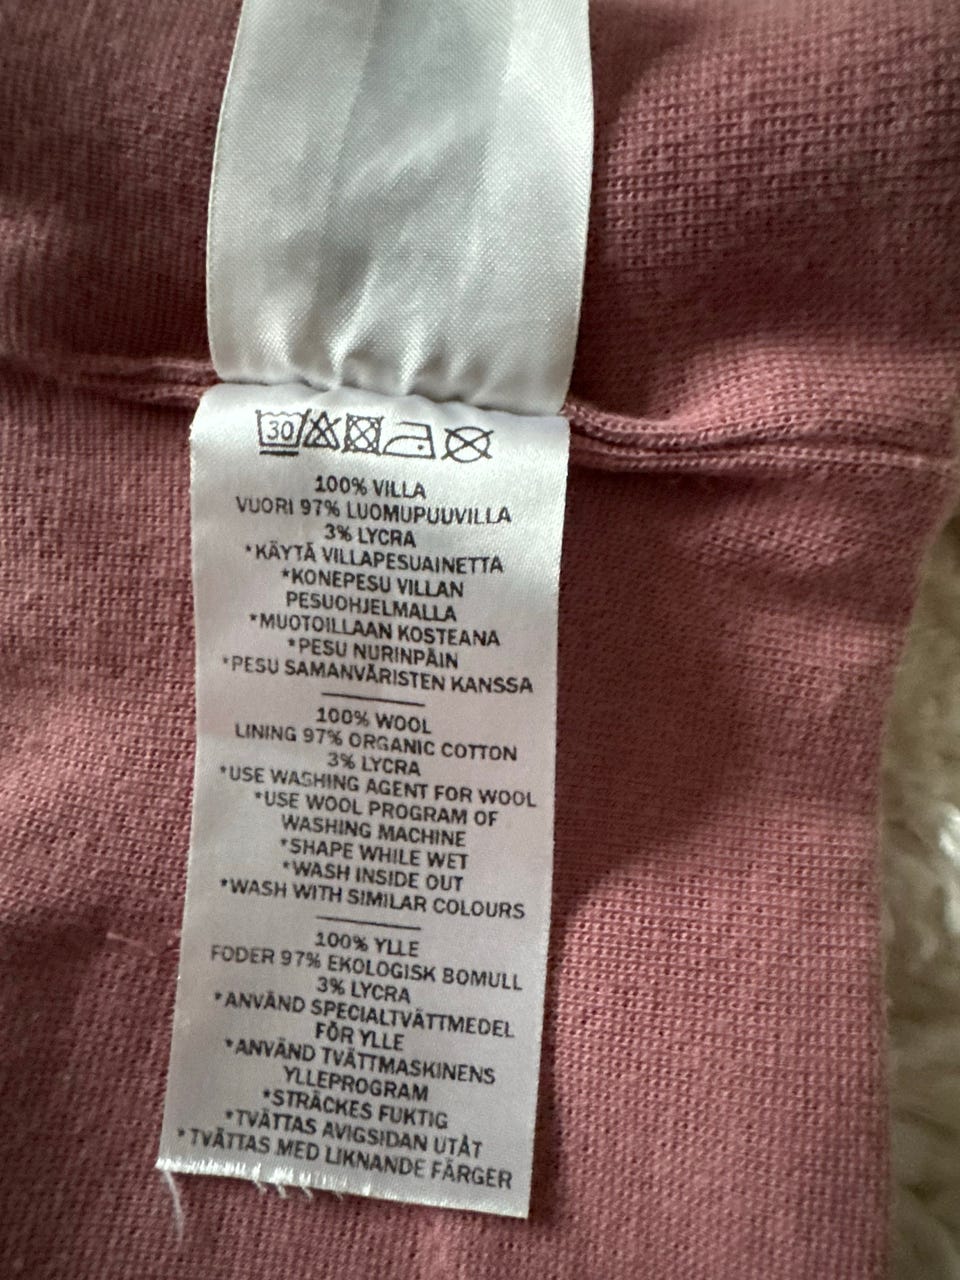 30
100% VILLA
VUORI 97% LUOMUPUUVILLA
3% LYCRA
*KÄYTÄ VILLAPESUAINETTA
*KONEPESU VILLAN
PESUOHJELMALLA
*MUOTOILLAAN KOSTEANA
*PESU NURINPÄIN
*PESU SAMANVÄRISTEN KANSSA
100% WOOL
LINING 97% ORGANIC COTTON
3% LYCRA
*USE WASHING AGENT FOR WOOL
*USE WOOL PROGRAM OF
WASHING MACHINE
*SHAPE WHILE WET
*WASH INSIDE OUT
*WASH WITH SIMILAR COLOURS
100% YLLE
FODER 97% EKOLOGISK BOMULL
3% LYCRA
*ANVÄND SPECIALTVÄTTMEDEL
FÖR YLLE
*ANVÄND TVÄTTMASKINENS
YLLEPROGRAM
*STRÄCKES FUKTIG
*TVÄTTAS AVIGSIDAN UTÅT
*TVÄTTAS MED LIKNANDE FÄRGER